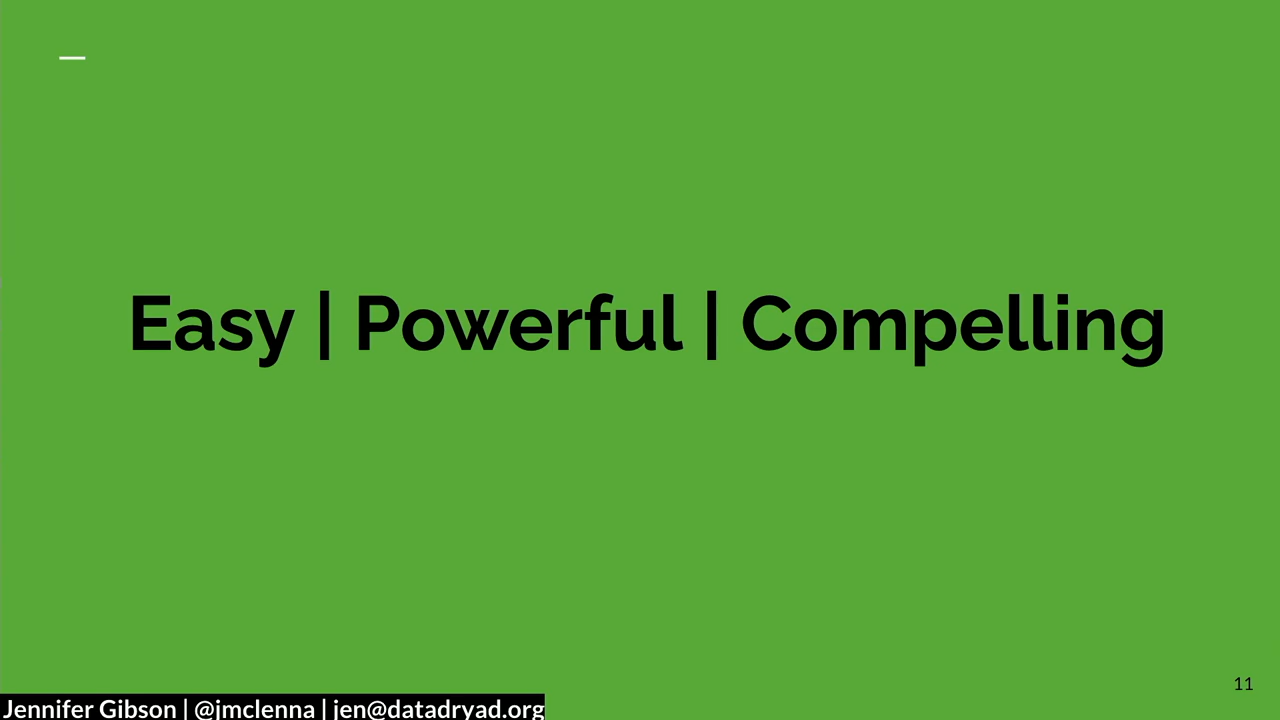 Easy | Powerful | Compelling
11
Jennifer Gibson | @jmclenna | jen@datadryad.org